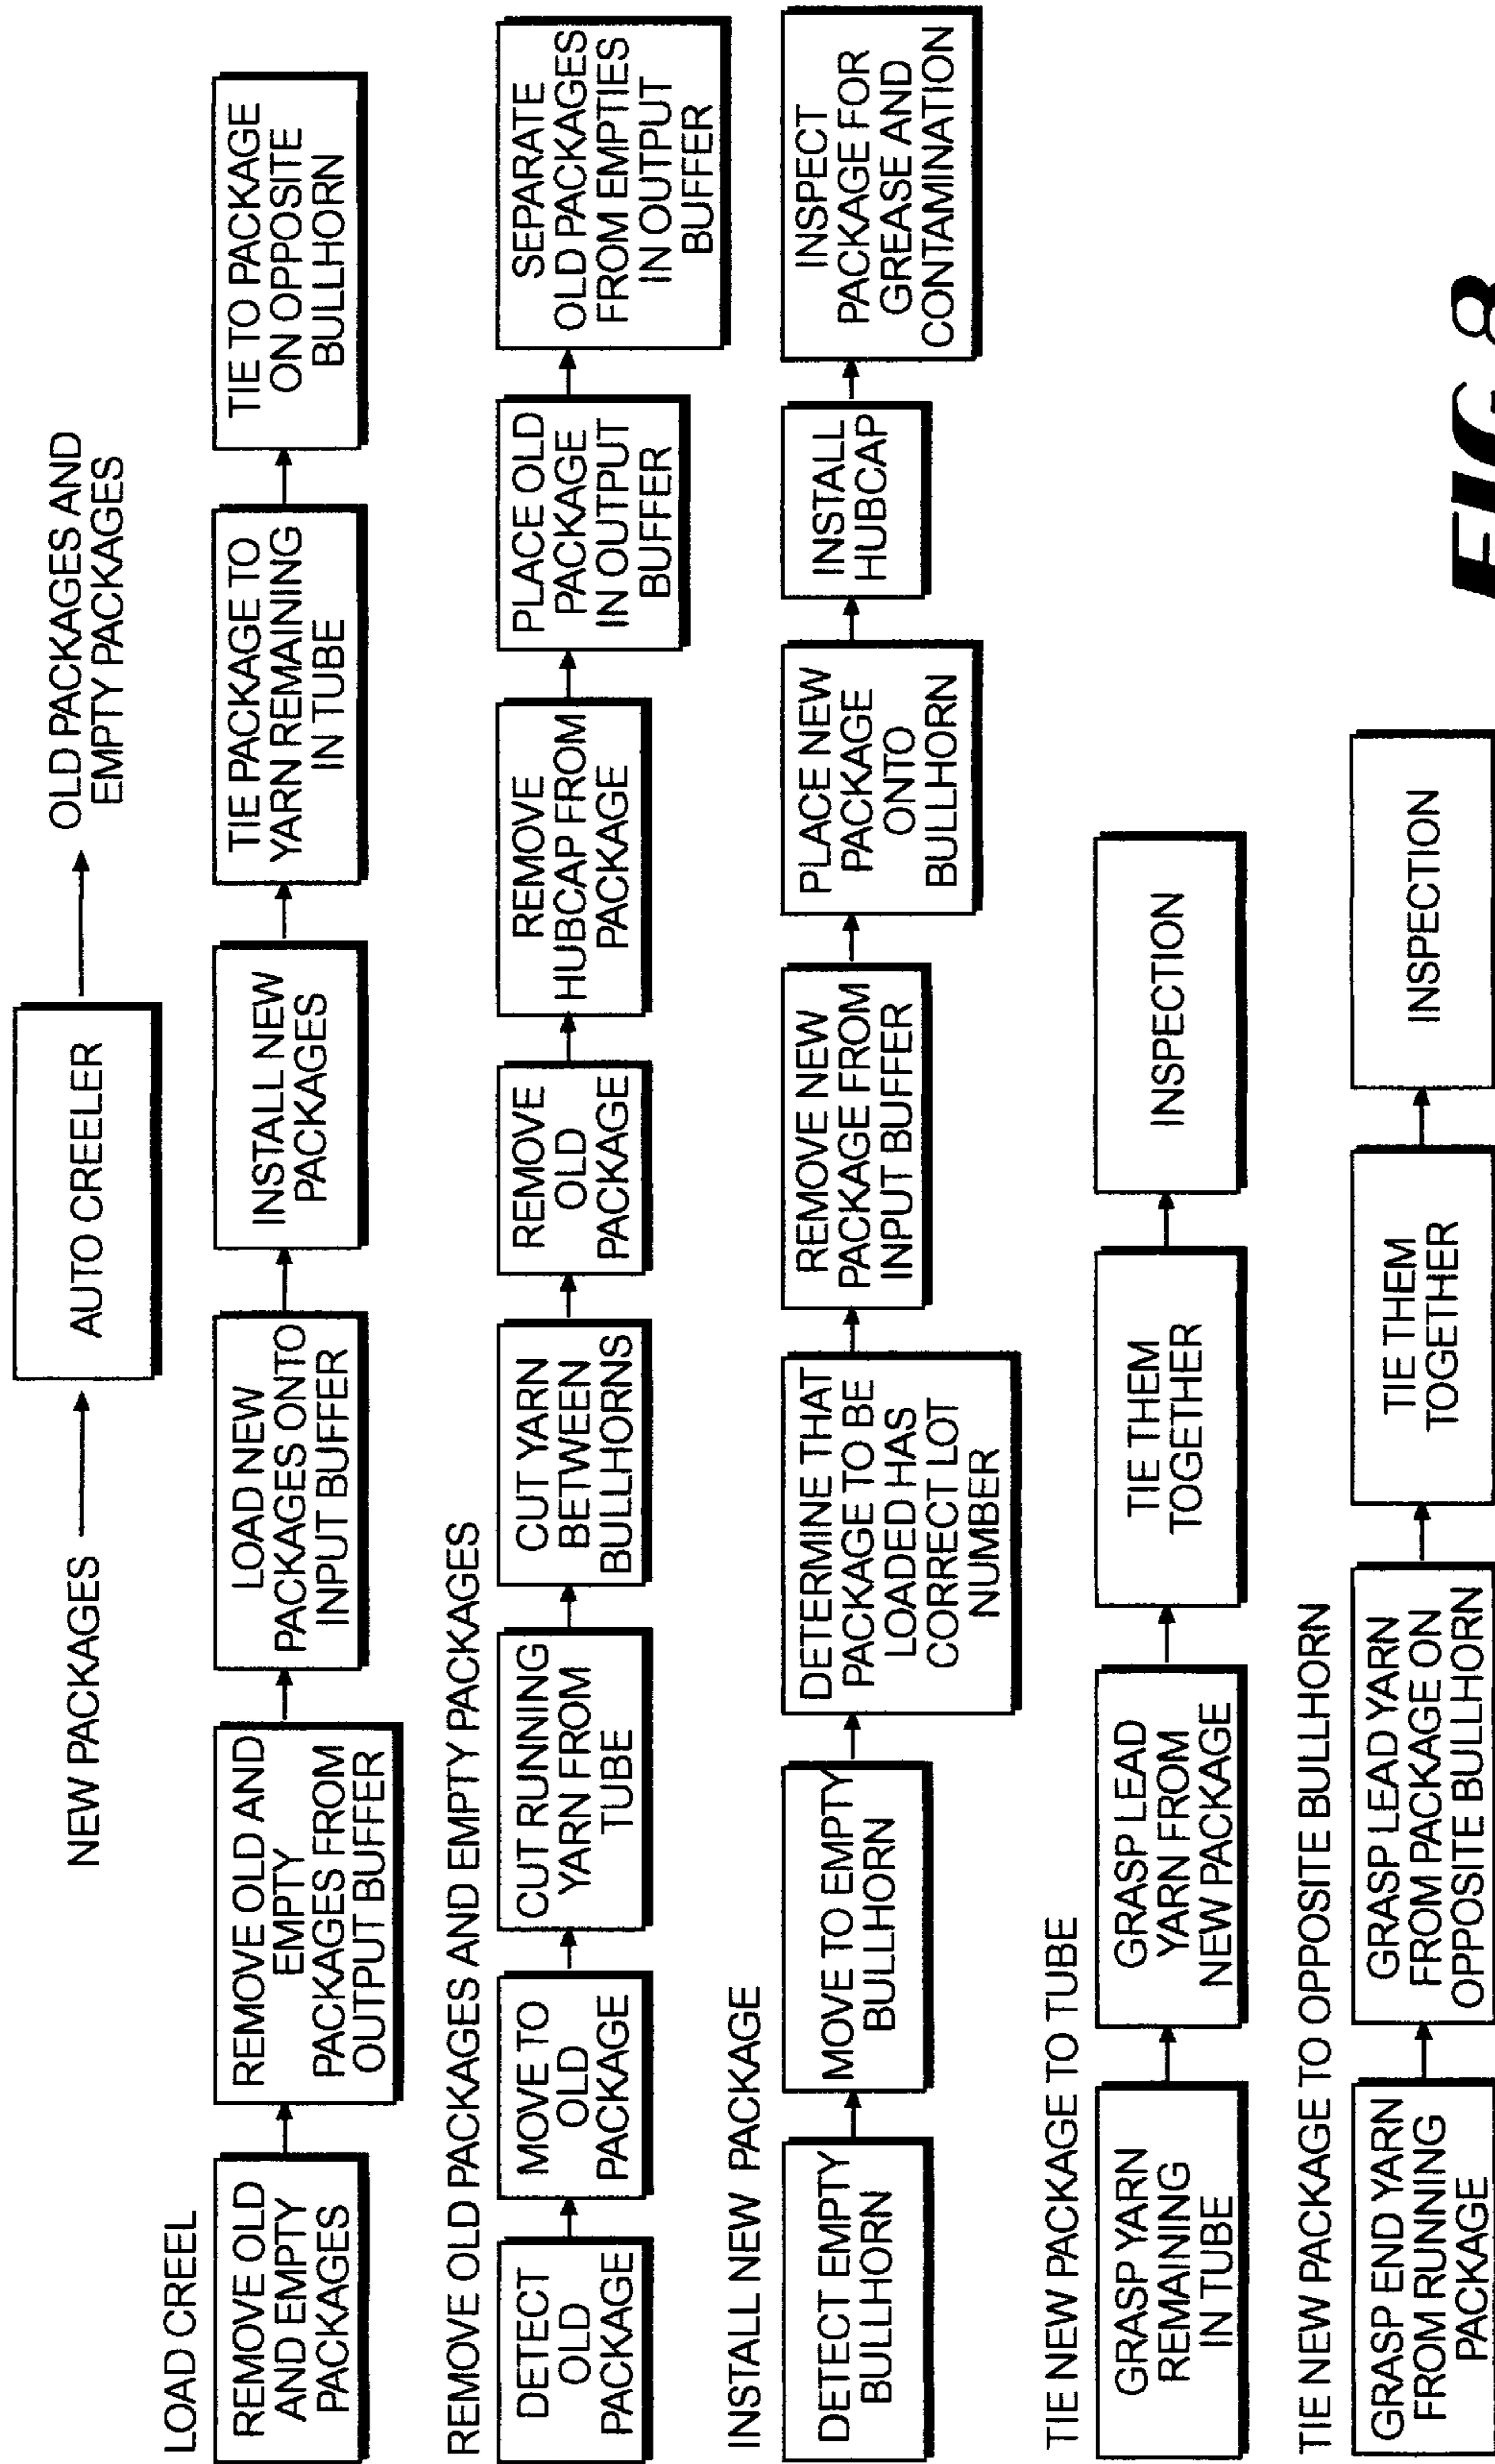 NEW PACKAGES
AUTO CREELER
OLD PACKAGES AND
EMPTY PACKAGES
LOAD CREEL
REMOVE OLD
AND EMPTY
PACKAGES
REMOVE OLD AND
EMPTY
PACKAGES FROM
OUTPUT BUFFER
LOAD NEW
PACKAGES ONTO
INPUT BUFFER
INSTALL NEW
PACKAGES
TIE PACKAGE TO
YARN REMAINING
IN TUBE
TIE TO PACKAGE
ON OPPOSITE
BULLHORN
REMOVE OLD PACKAGES AND EMPTY PACKAGES
DETECT
OLD
PACKAGE
MOVE TO
OLD
PACKAGE
CUT RUNNING
YARN FROM
TUBE
CUT YARN
BETWEEN
BULLHORNS
REMOVE
OLD
PACKAGE
REMOVE
HUBCAP FROM
PACKAGE
PLACE OLD
PACKAGE
IN OUTPUT
BUFFER
SEPARATE
OLD PACKAGES
FROM EMPTIES
IN OUTPUT
BUFFER
INSTALL NEW PACKAGE
DETECT EMPTY
BULLHORN
MOVE TO EMPTY
BULLHORN
DETERMINE THAT
PACKAGE TO BE
LOADED HAS
CORRECT LOT
NUMBER
REMOVE NEW
PACKAGE FROM
INPUT BUFFER
PLACE NEW
PACKAGE
ONTO
BULLHORN
INSTALL
HUBCAP
INSPECT
PACKAGE FOR
GREASE AND
CONTAMINATION
TIE NEW PACKAGE TO TUBE
GRASP YARN
REMAINING
IN TUBE
GRASP LEAD
YARN FROM
NEW PACKAGE
TIE THEM
TOGETHER
INSPECTION
TIE NEW PACKAGE TO OPPOSITE BULLHORN
GRASP END YARN
FROM RUNNING
PACKAGE
GRASP LEAD YARN
FROM PACKAGE ON
OPPOSITE BULLHORN
TIE THEM
TOGETHER
INSPECTION
FIG 8